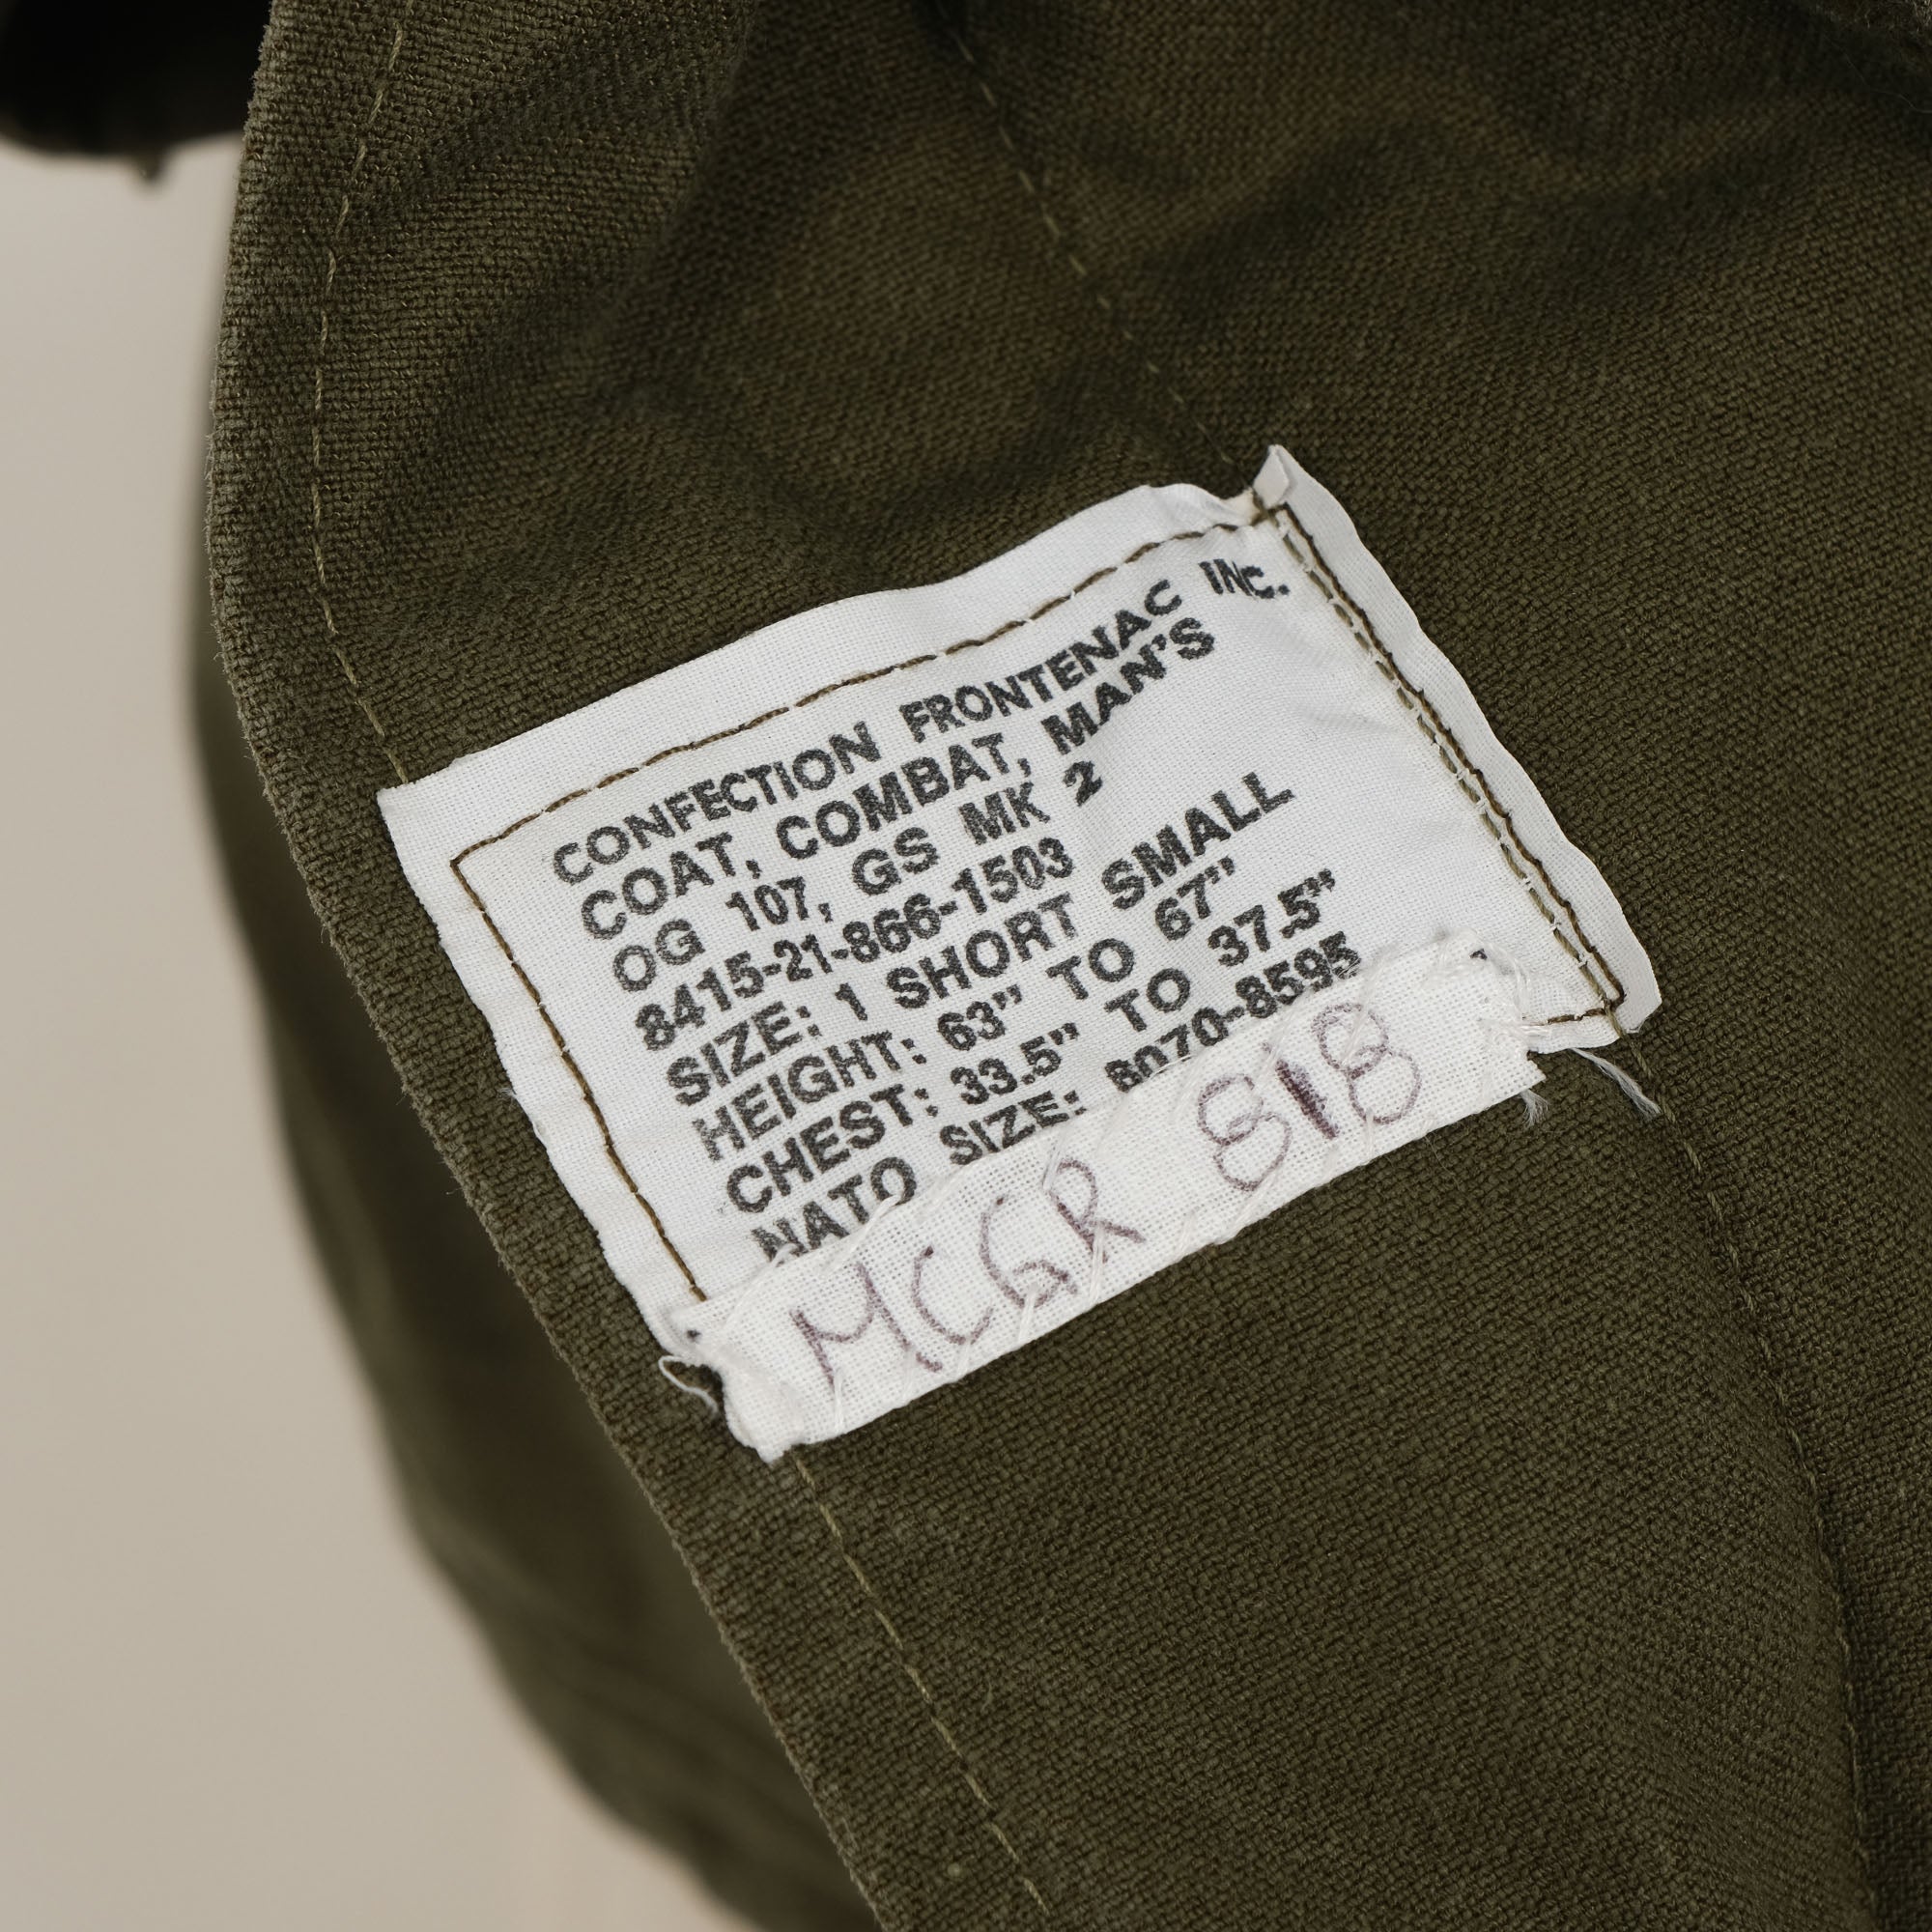 CONFECTION FRONTENAC INC.
COAT, COMBAT, MAN'S
OG 107, GS MK 2
8415-21-866-1503
SIZE: 1 SHORT SMALL
HEIGHT: 63" TO 67"
CHEST: 33.5" TO 37.5"
NATO SIZE: 6070-8595
MCGR 818